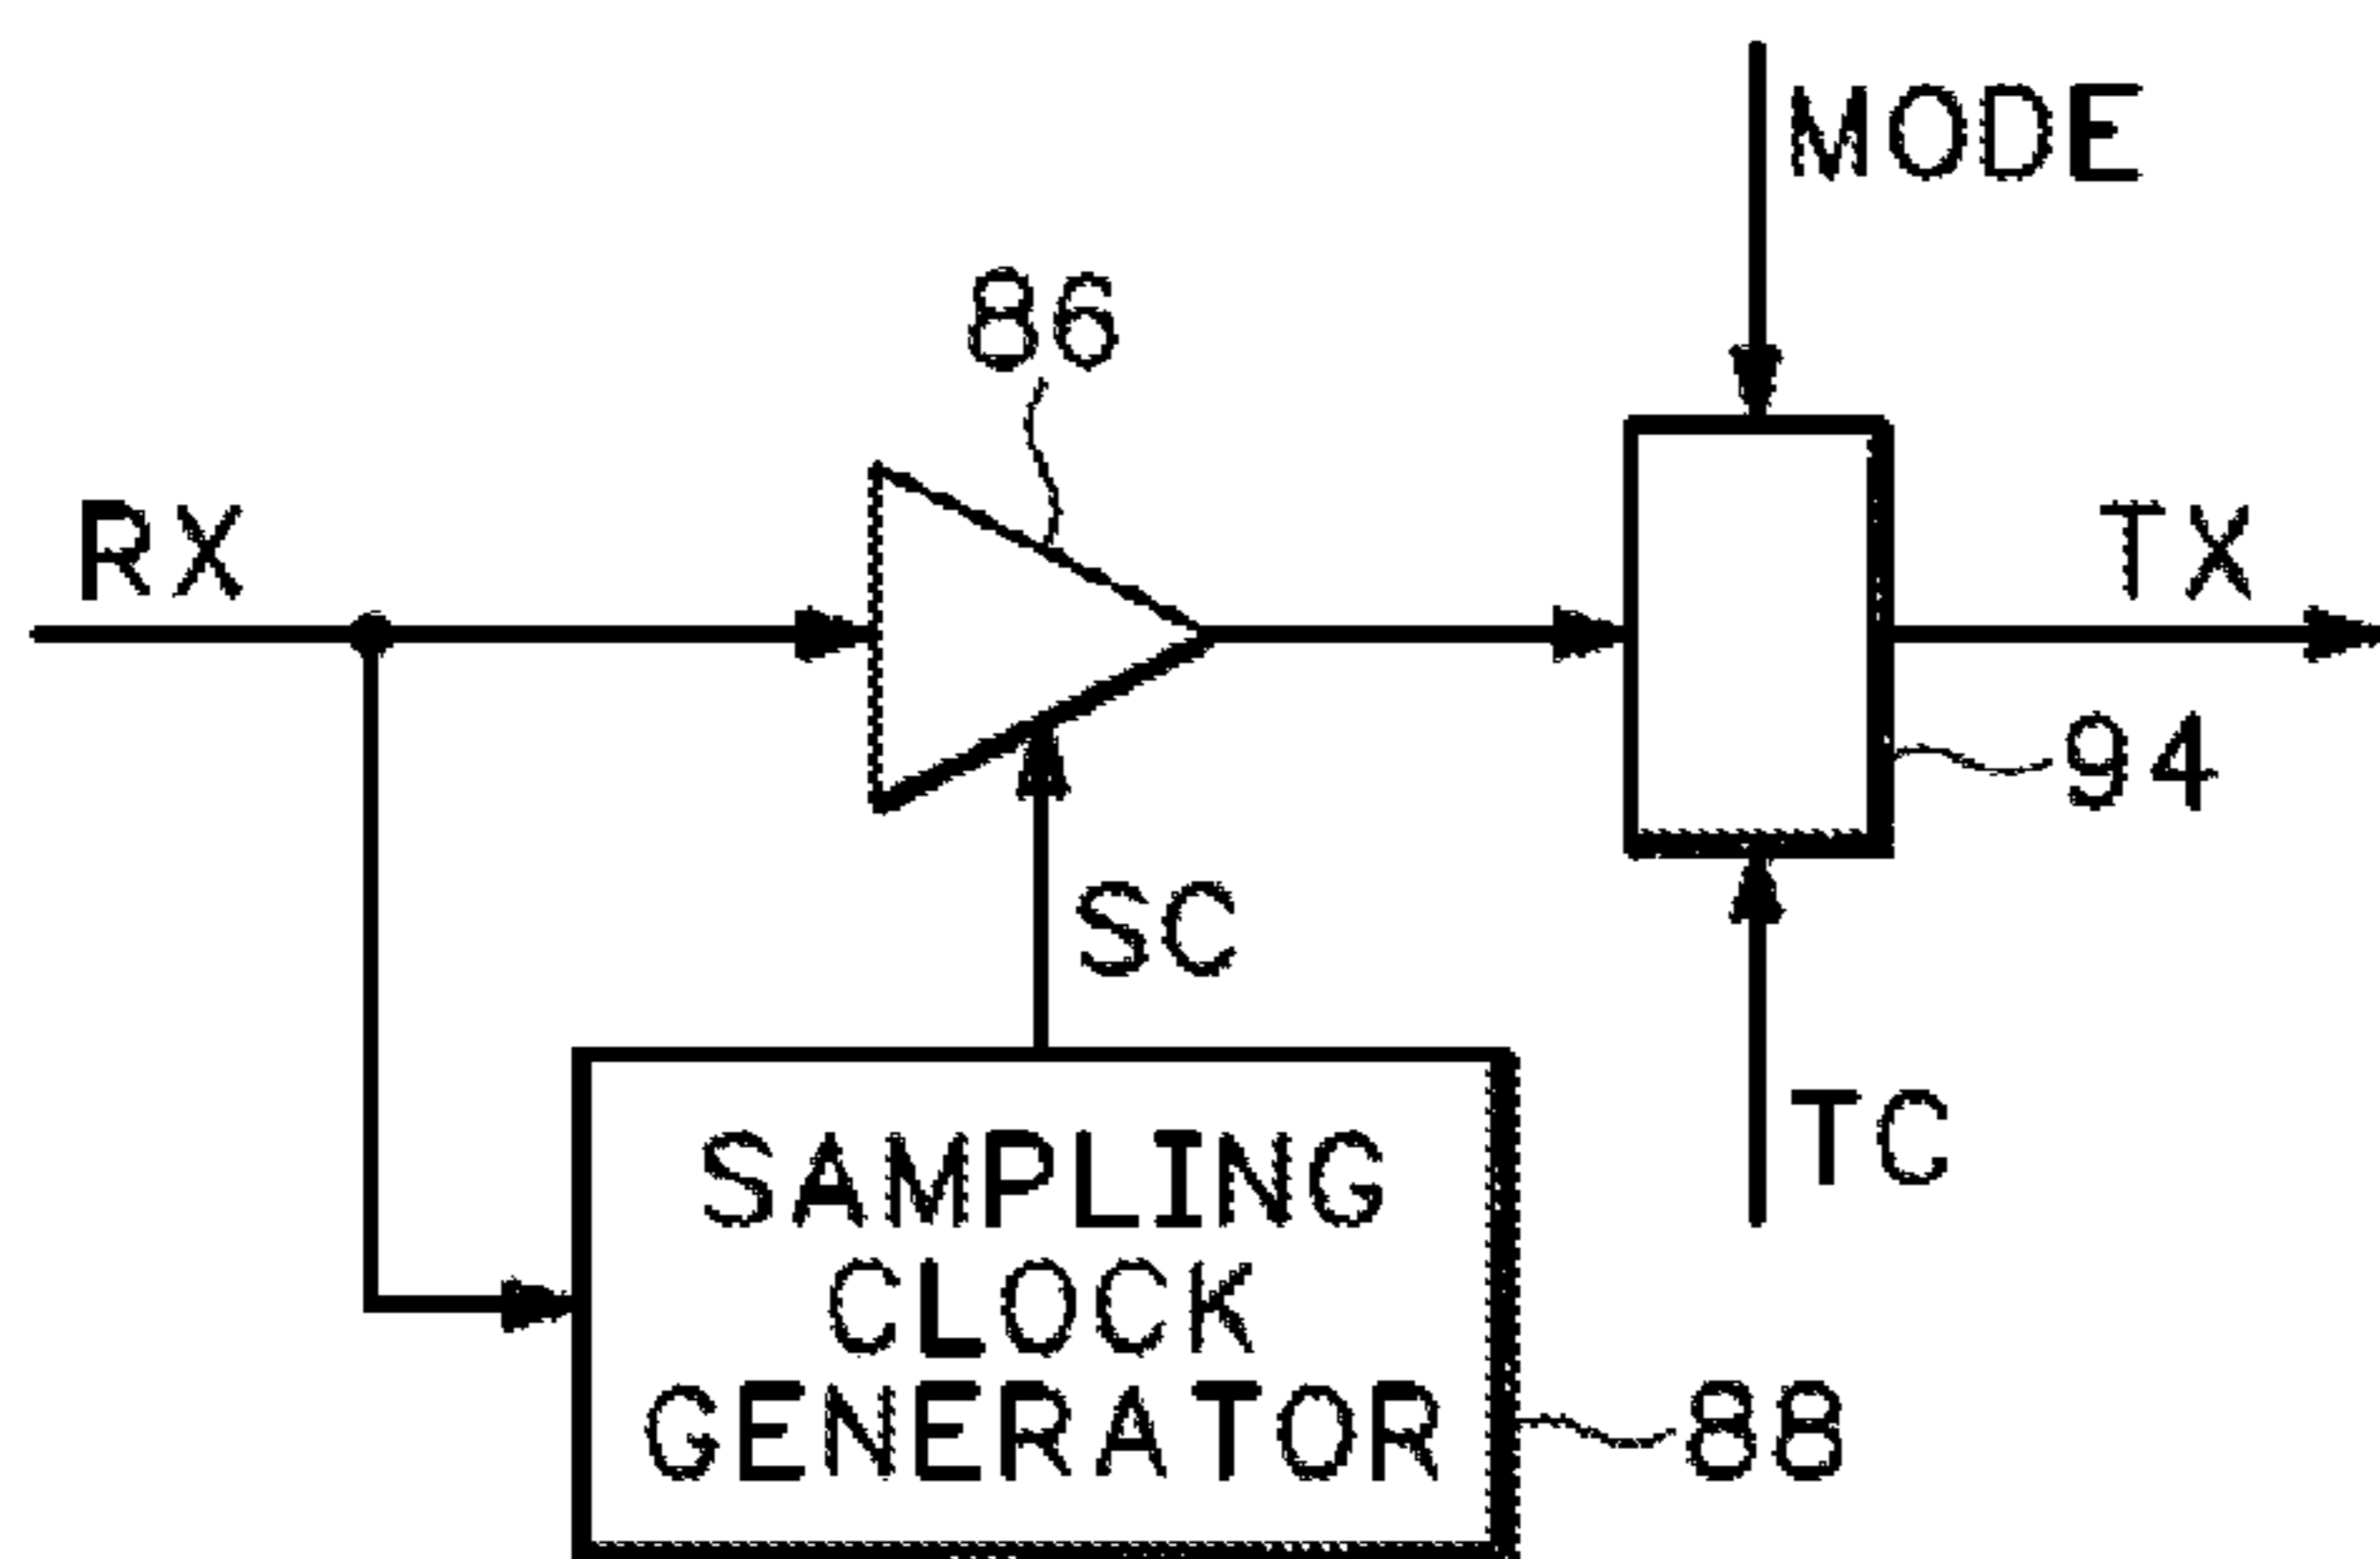 MODE
86
RX
TX
94
SC
TC
SAMPLING
CLOCK
GENERATOR
88